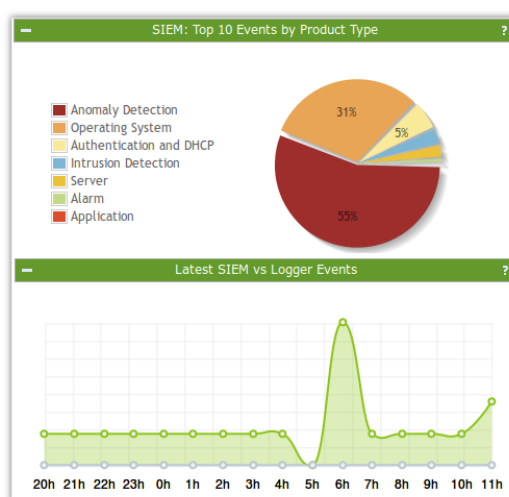 SIEM: Top 10 Events by Product Type ?
Anomaly Detection
Operating System
Authentication and DHCP
Intrusion Detection
Server
Alarm
Application
31%
5%
55%
Latest SIEM vs Logger Events ?
20h 21h 22h 23h 0h 1h 2h 3h 4h 5h 6h 7h 8h 9h 10h 11h